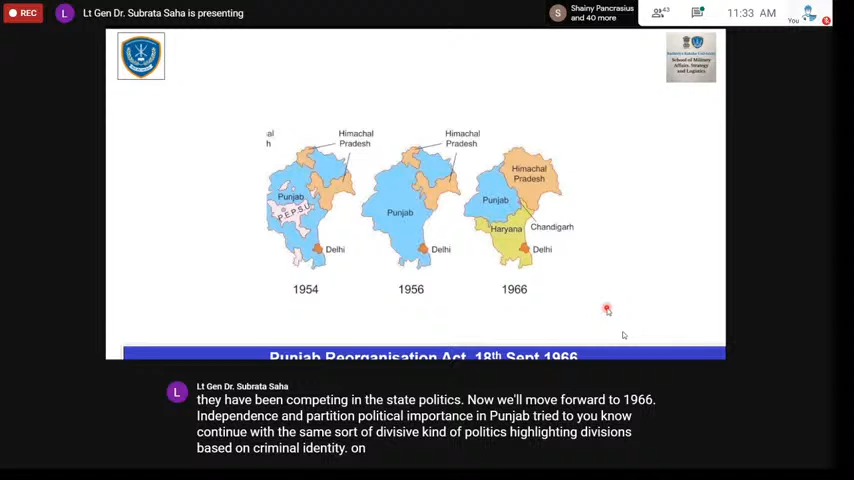 REC
L
Lt Gen Dr. Subrata Saha is presenting
S
Shainy Pancrasius
and 40 more
43
11:33 AM
You
School of Military
Affairs, Strategy
and Logistics
al
h
Himachal
Pradesh
Punjab
P.E.P.S.U
Delhi
1954
Himachal
Pradesh
Punjab
Delhi
1956
Himachal
Pradesh
Punjab
Haryana
Chandigarh
Delhi
1966
Punjab Reorganisation Act, 18th Sept 1966
L
Lt Gen Dr. Subrata Saha
they have been competing in the state politics. Now we'll move forward to 1966.
Independence and partition political importance in Punjab tried to you know
continue with the same sort of divisive kind of politics highlighting divisions
based on criminal identity. on